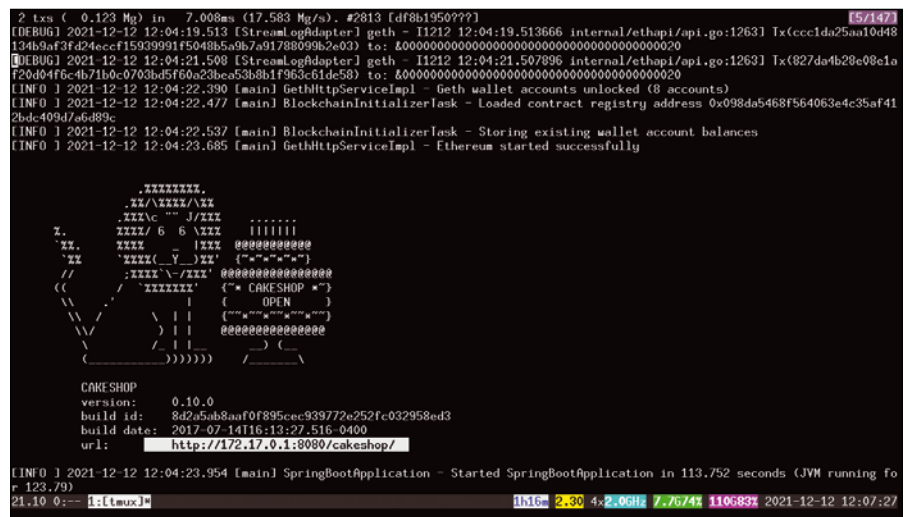 2 txs ( 0.123 Mg) in 7.008ms (17.583 Mg/s). #2813 [df8b1950???] [5/147]
[DEBUG] 2021-12-12 12:04:19.513 [StreamLogAdapter] geth - I1212 12:04:19.513666 internal/ethapi/api.go:1263] Tx(ccc1da25aa10d48
134b9af3fd24eccf15939991f5048b5a9b7a91788099b2e03) to: &0000000000000000000000000000000000000020
[DEBUG] 2021-12-12 12:04:21.508 [StreamLogAdapter] geth - I1212 12:04:21.507896 internal/ethapi/api.go:1263] Tx(827da4b28e08e1a
f20d04f6c4b71b0c0703bd5f60a23bea53b8b1f963c61de58) to: &0000000000000000000000000000000000000020
[INFO ] 2021-12-12 12:04:22.390 [main] GethHttpServiceImpl - Geth wallet accounts unlocked (8 accounts)
[INFO ] 2021-12-12 12:04:22.477 [main] BlockchainInitializerTask - Loaded contract registry address 0x098da5468f564063e4c35af41
2bdc409d7a6d89c
[INFO ] 2021-12-12 12:04:22.537 [main] BlockchainInitializerTask - Storing existing wallet account balances
[INFO ] 2021-12-12 12:04:23.685 [main] GethHttpServiceImpl - Ethereum started successfully
CAKESHOP
OPEN
CAKESHOP
version: 0.10.0
build id: 8d2a5ab8aaf0f895cec939772e252fc032958ed3
build date: 2017-07-14T16:13:27.516-0400
url: http://172.17.0.1:8080/cakeshop/
[INFO ] 2021-12-12 12:04:23.954 [main] SpringBootApplication - Started SpringBootApplication in 113.752 seconds (JVM running fo
r 123.79)
21.10 0:-- 1:[tmux]* 1h16m 2.30 4x2.0GHz 7.7G74% 110G83% 2021-12-12 12:07:27